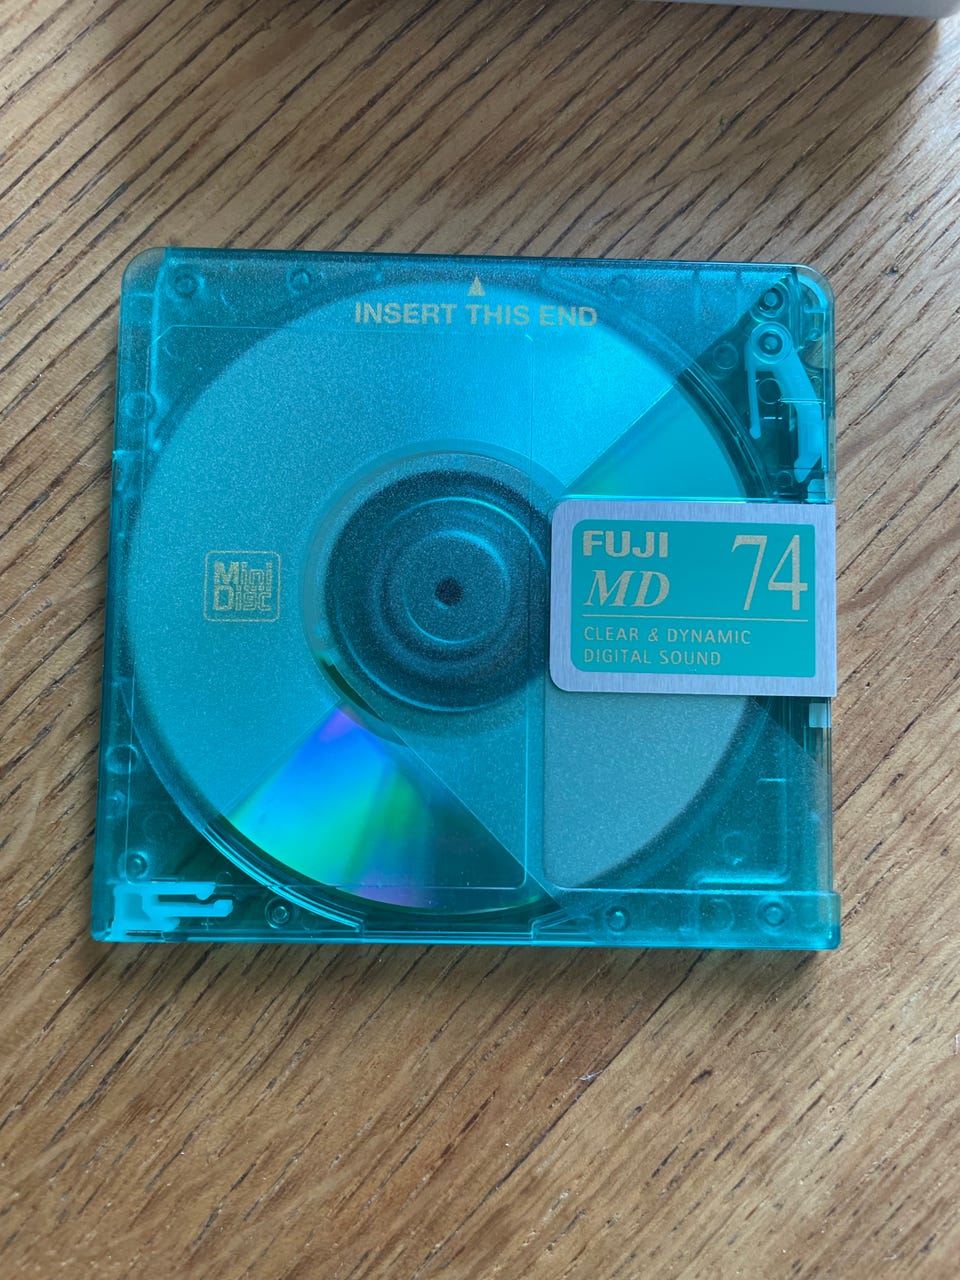 INSERT THIS END
Mini
Disc
FUJI
MD 74
CLEAR & DYNAMIC
DIGITAL SOUND